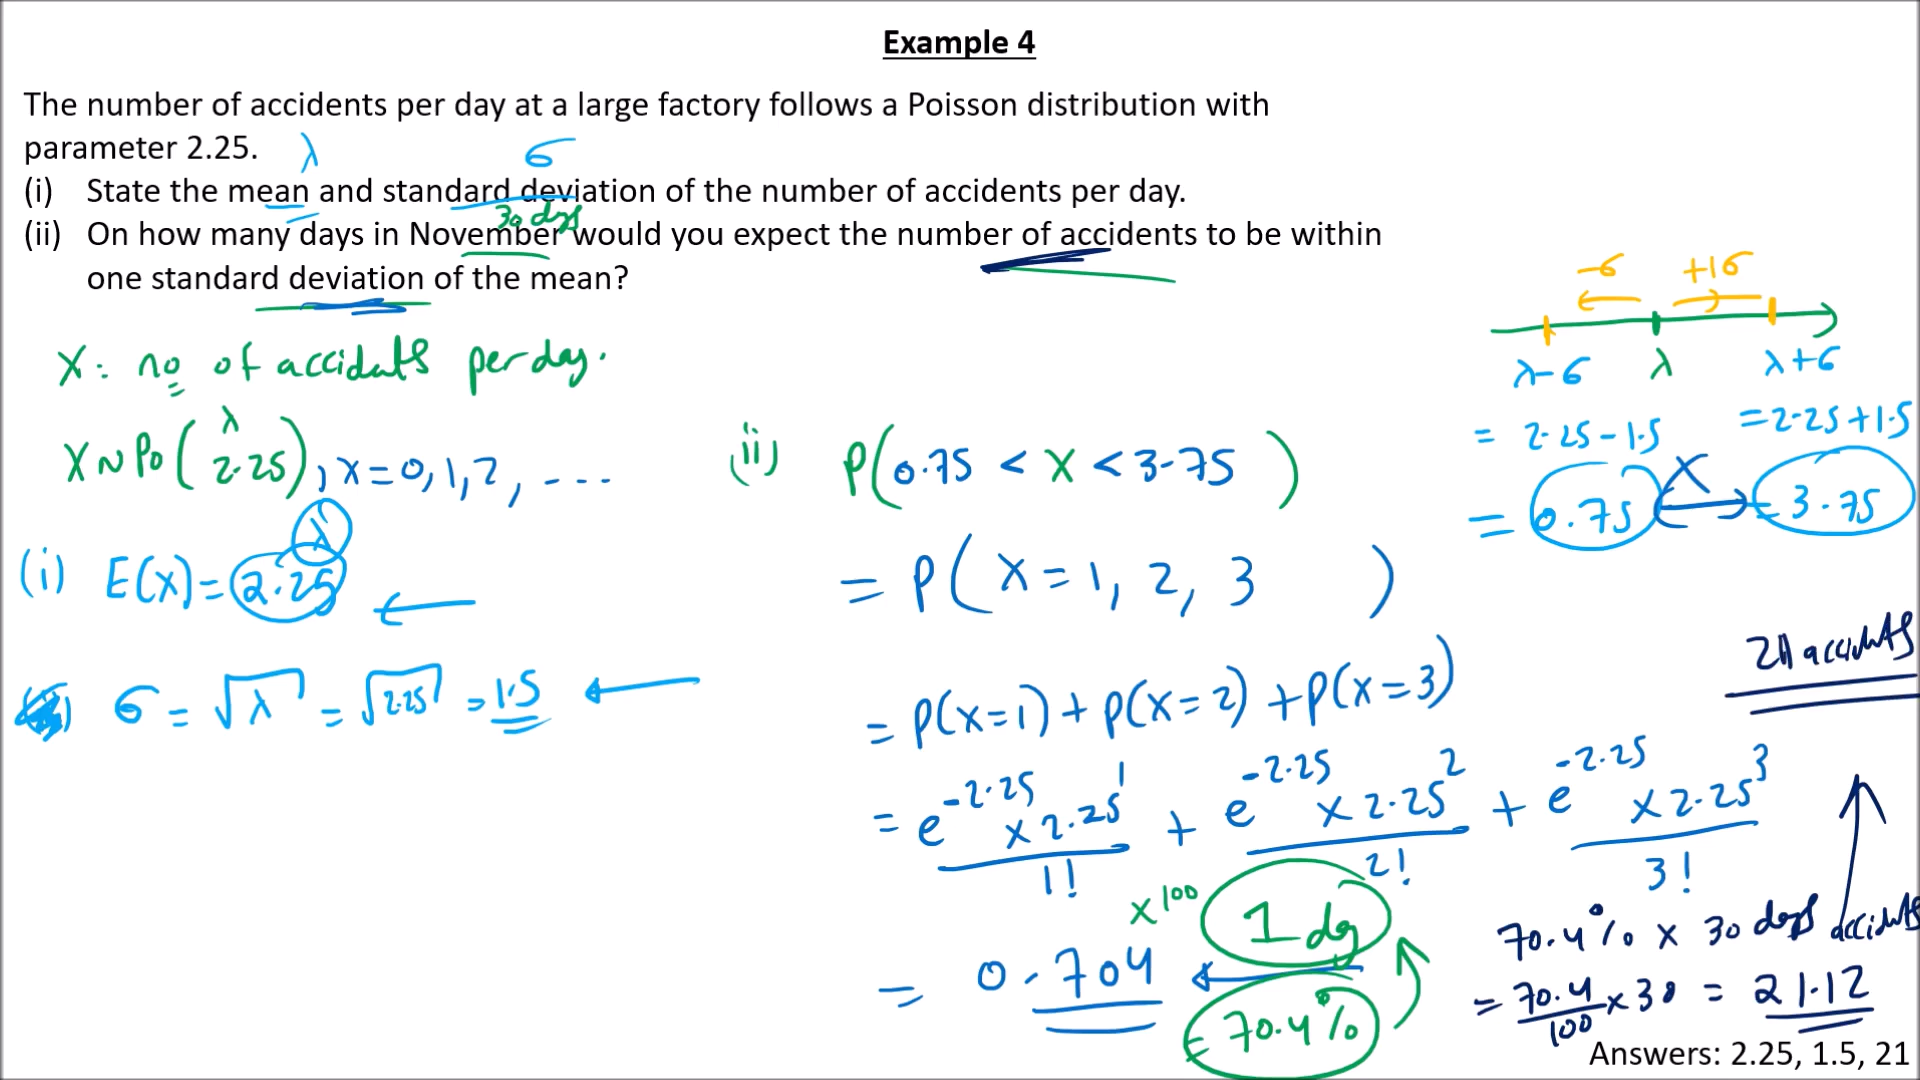 Example 4
The number of accidents per day at a large factory follows a Poisson distribution with
parameter 2.25.
λ
σ
(i) State the mean and standard deviation of the number of accidents per day.
30 days
(ii) On how many days in November would you expect the number of accidents to be within
one standard deviation of the mean?
-σ +1σ
λ-σ λ λ+σ
= 2.25-1.5 =2.25+1.5
= 0.75 X = 3.75
X: no of accidents per day.
λ
X~Po(2.25), x=0,1,2, ...
λ
(i) E(X)=2.25
σ = √λ = √2.25 = 1.5
(ii) P(0.75 < X < 3.75)
= P(X=1, 2, 3)
= P(X=1) + P(X=2) + P(X=3)
= e^-2.25 x 2.25^1 / 1! + e^-2.25 x 2.25^2 / 2! + e^-2.25 x 2.25^3 / 3!
= 0.704
x100
1 day
= 70.4%
21 accidents
70.4% x 30 days accidents
= 70.4/100 x 30 = 21.12
Answers: 2.25, 1.5, 21